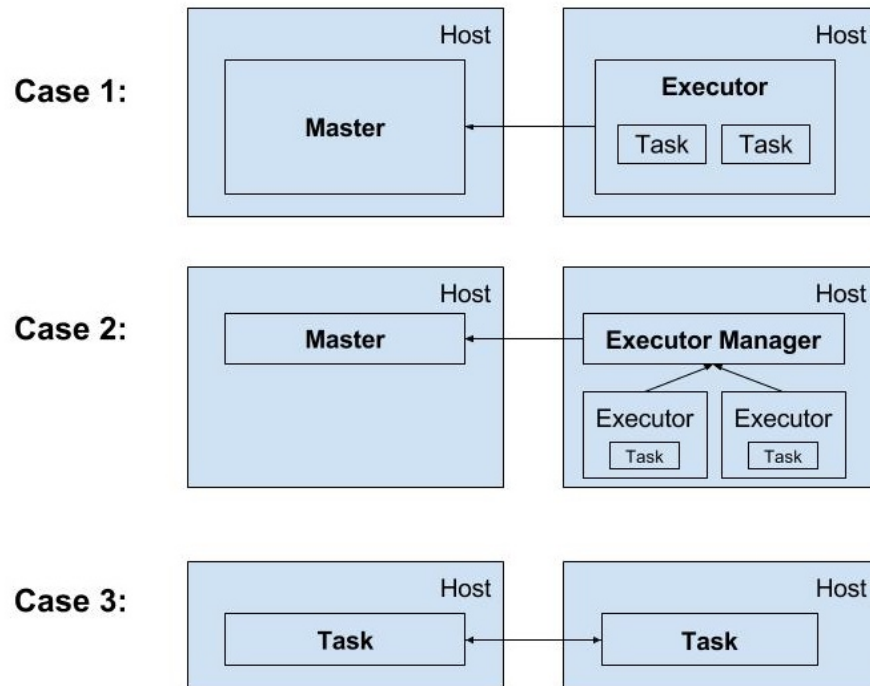 Case 1:
Host
Master
Host
Executor
Task
Task
Case 2:
Host
Master
Host
Executor Manager
Executor
Task
Executor
Task
Case 3:
Host
Task
Host
Task